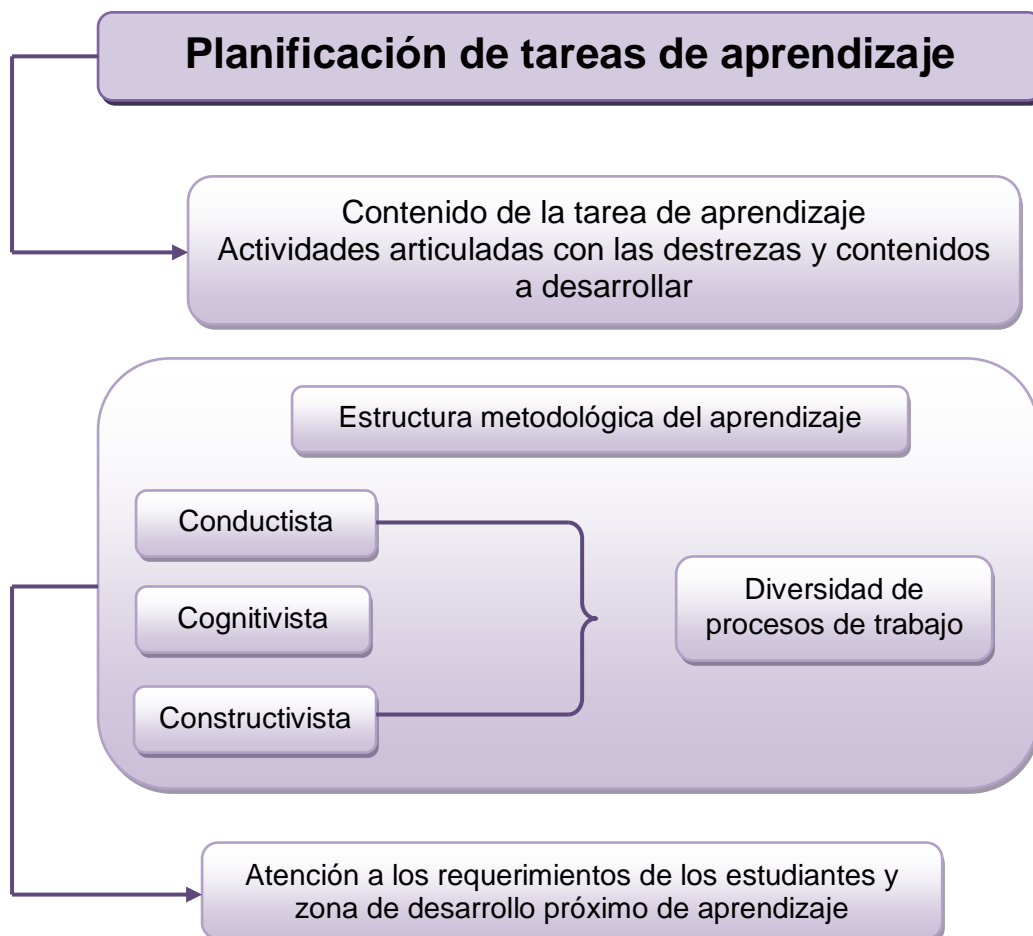 Planificación de tareas de aprendizaje
Contenido de la tarea de aprendizaje
Actividades articuladas con las destrezas y contenidos
a desarrollar
Estructura metodológica del aprendizaje
Conductista
Cognitivista
Constructivista
Diversidad de
procesos de trabajo
Atención a los requerimientos de los estudiantes y
zona de desarrollo próximo de aprendizaje